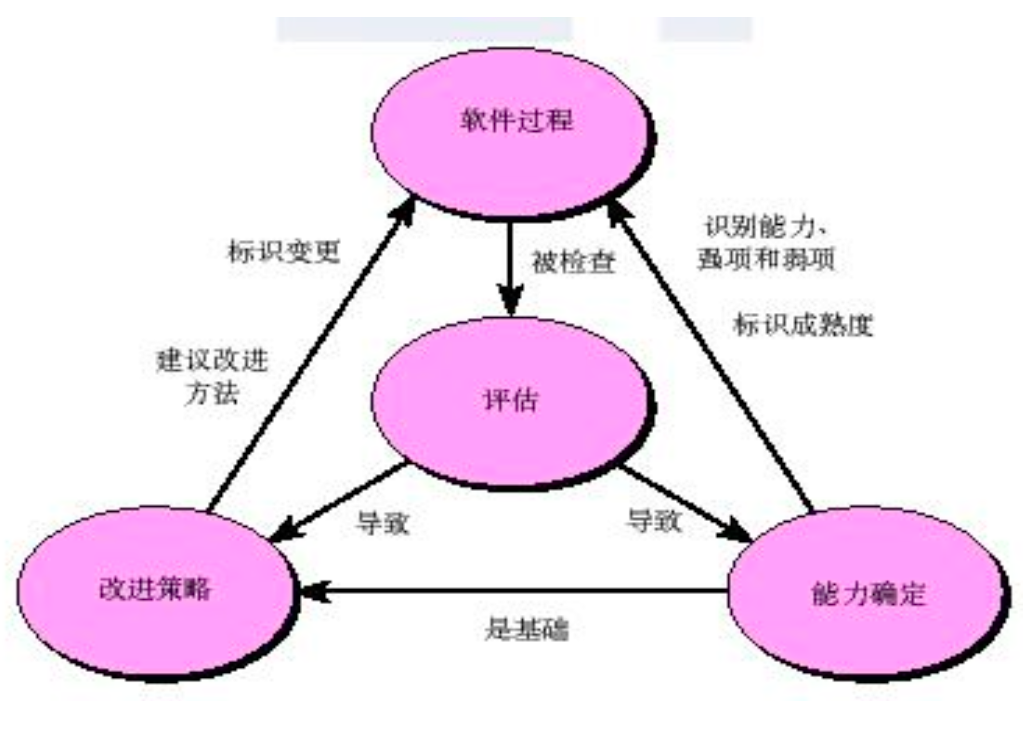 软件过程
标识变更
被检查
识别能力、
强项和弱项
标识成熟度
建议改进
方法
评估
导致
导致
改进策略
能力确定
是基础